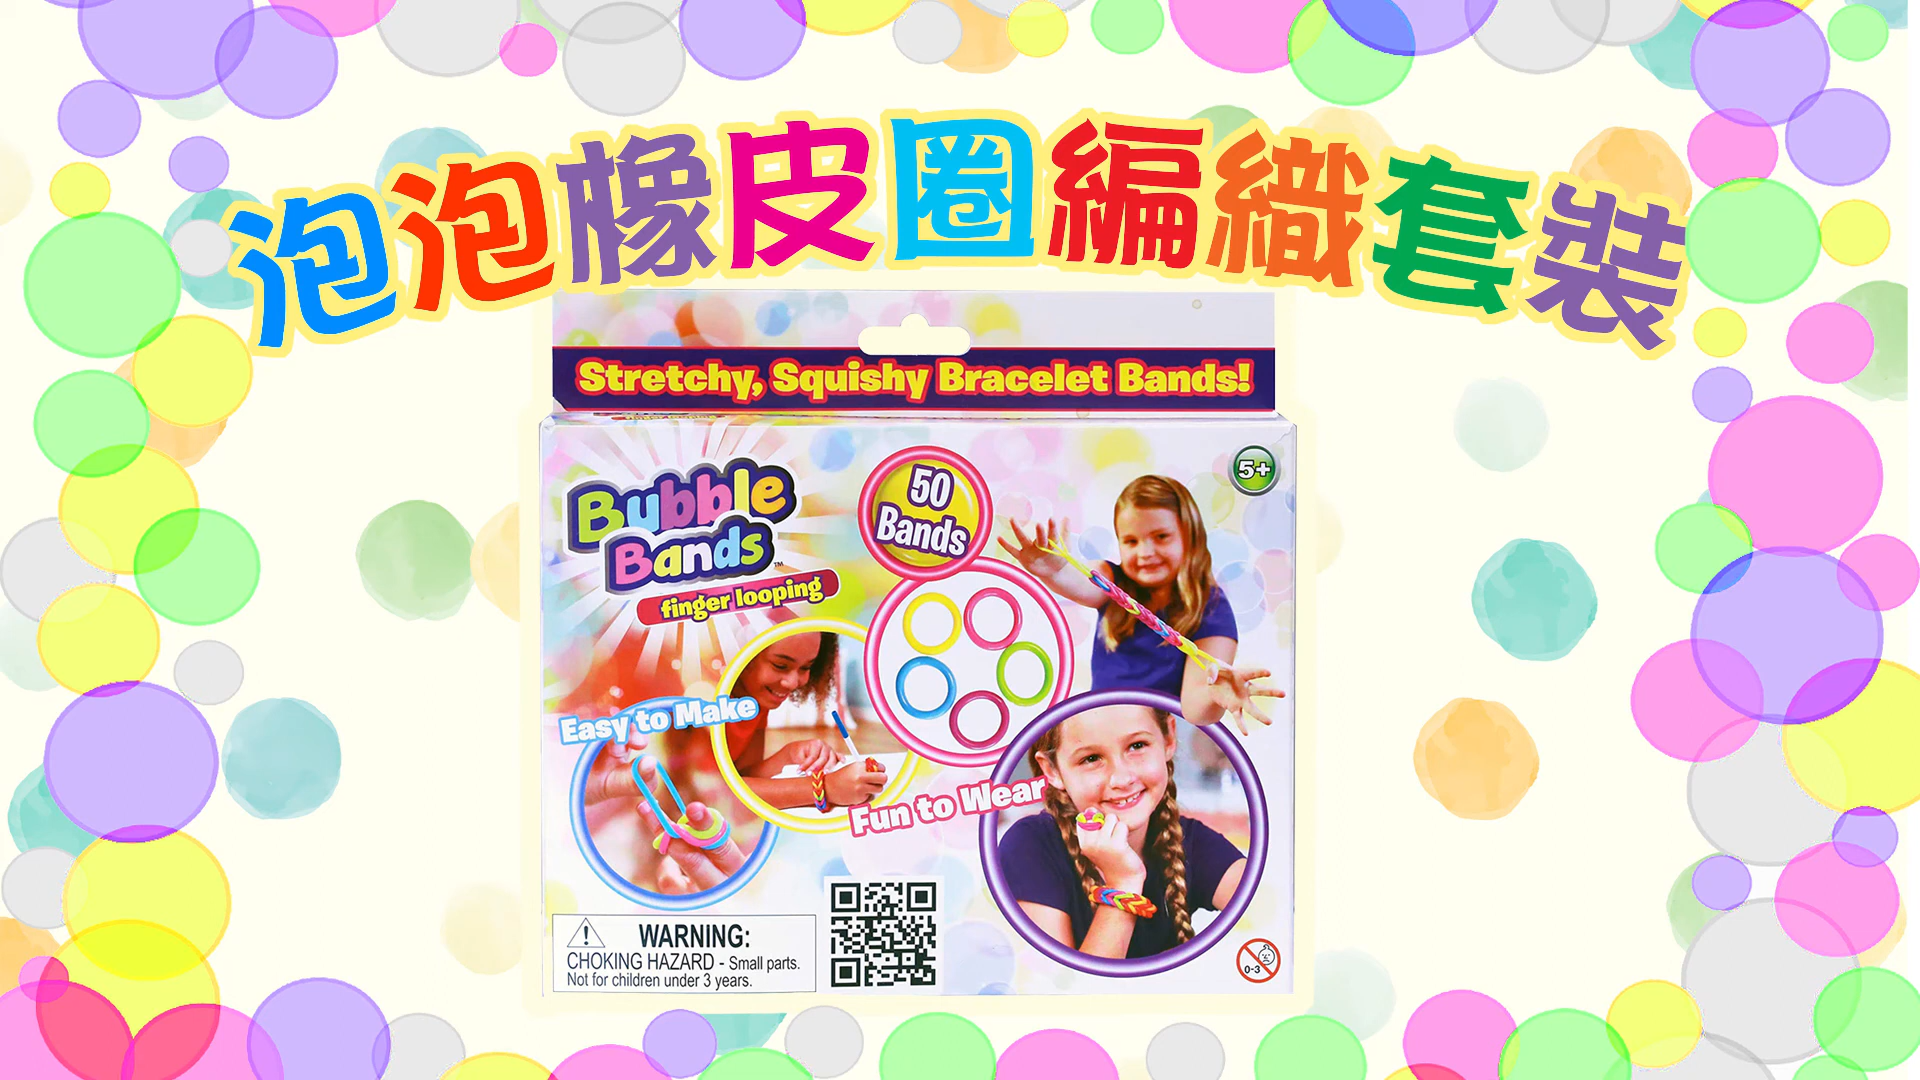 泡泡橡皮圈編織套裝
Stretchy, Squishy Bracelet Bands!
Bubble
Bands™
finger looping
50
Bands
5+
Easy to Make
Fun to Wear
WARNING:
CHOKING HAZARD - Small parts.
Not for children under 3 years.
0-3